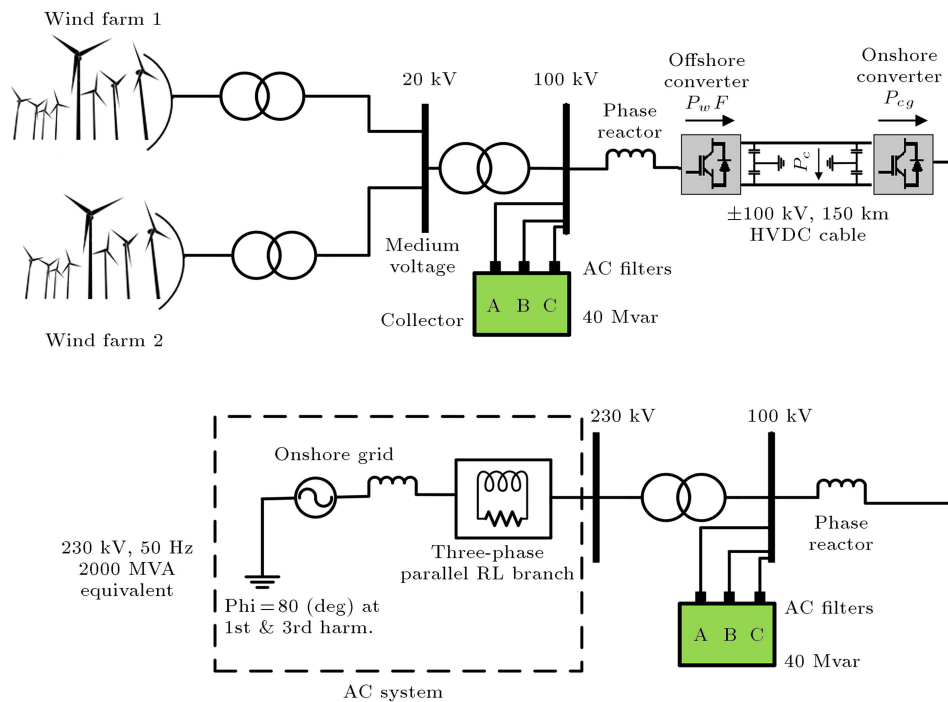 Wind farm 1
20 kV
100 kV
Phase
reactor
Offshore
converter
P_wF
Onshore
converter
P_cg
P_c
±100 kV, 150 km
HVDC cable
Medium
voltage
Wind farm 2
Collector
A B C
AC filters
40 Mvar
230 kV, 50 Hz
2000 MVA
equivalent
Onshore grid
Three-phase
parallel RL branch
Phi=80 (deg) at
1st & 3rd harm.
AC system
230 kV
100 kV
Phase
reactor
A B C
AC filters
40 Mvar